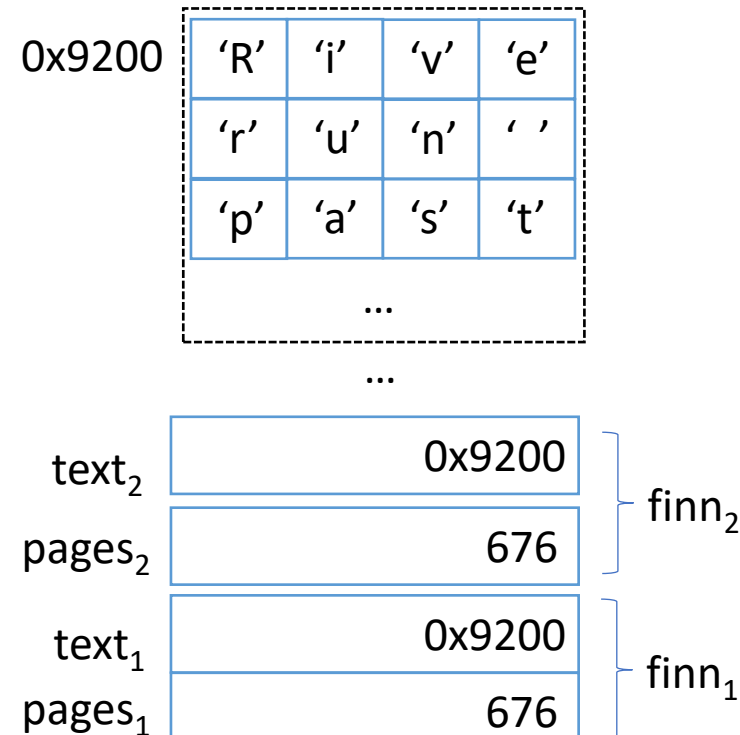 0x9200 ‘R’ ‘i’ ‘v’ ‘e’
‘r’ ‘u’ ‘n’ ‘ ’
‘p’ ‘a’ ‘s’ ‘t’
...
...
text₂ 0x9200
finn₂
pages₂ 676
text₁ 0x9200
finn₁
pages₁ 676